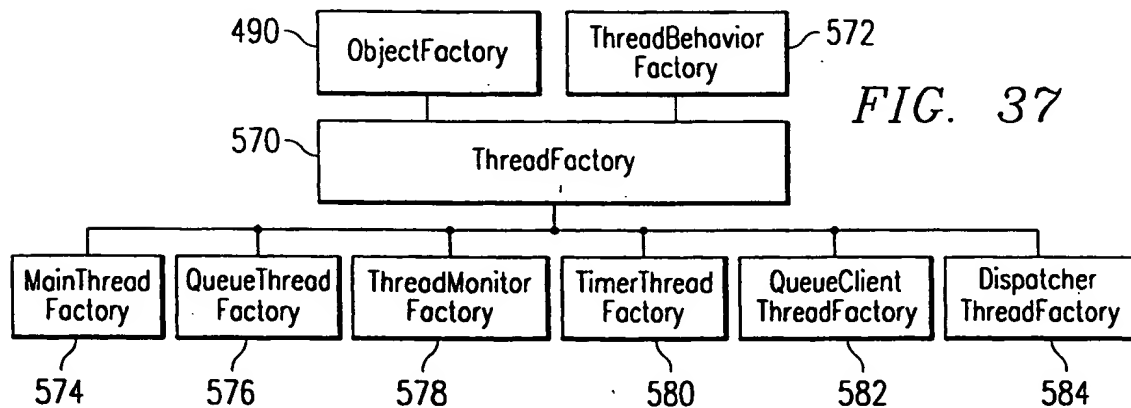 490
ObjectFactory
ThreadBehavior
Factory
572
FIG. 37
570
ThreadFactory
MainThread
Factory
QueueThread
Factory
ThreadMonitor
Factory
TimerThread
Factory
QueueClient
ThreadFactory
Dispatcher
ThreadFactory
574
576
578
580
582
584